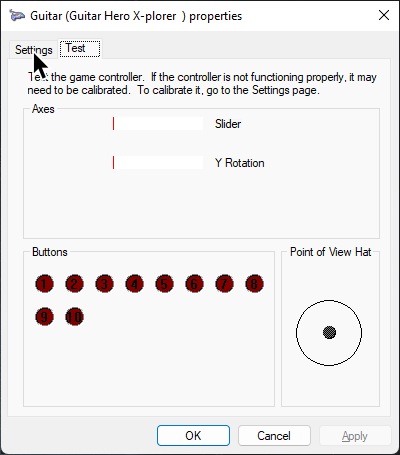 Guitar (Guitar Hero X-plorer ) properties
Settings
Test
Test the game controller. If the controller is not functioning properly, it may
need to be calibrated. To calibrate it, go to the Settings page.
Axes
Slider
Y Rotation
Buttons
Point of View Hat
1 2 3 4 5 6 7 8
9 10
OK
Cancel
Apply